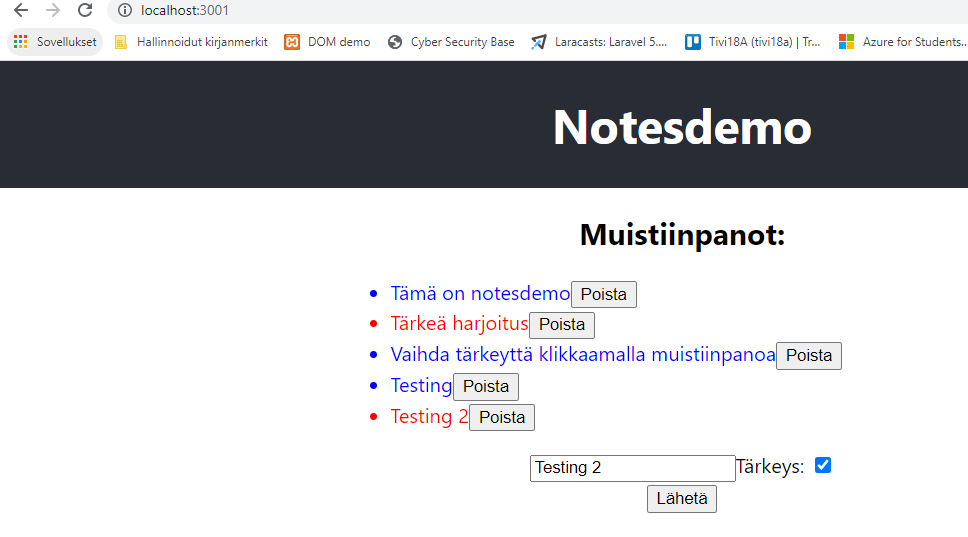 localhost:3001
Sovellukset Hallinnoidut kirjanmerkit DOM demo Cyber Security Base Laracasts: Laravel 5.... Tivi18A (tivi18a) | Tr... Azure for Students...
Notesdemo
Muistiinpanot:
Tämä on notesdemo Poista
Tärkeä harjoitus Poista
Vaihda tärkeyttä klikkaamalla muistiinpanoa Poista
Testing Poista
Testing 2 Poista
Testing 2 Tärkeys:
Lähetä